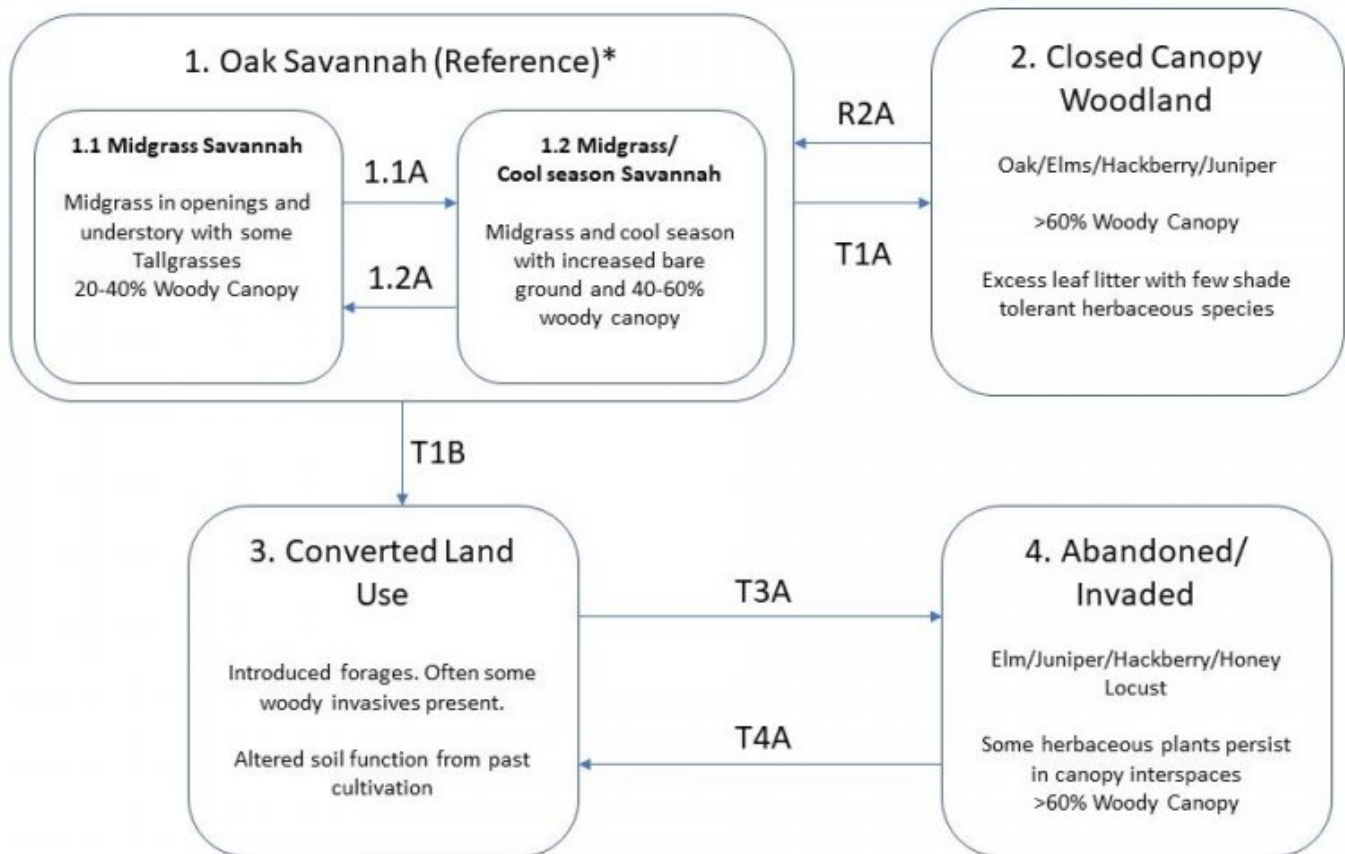 1. Oak Savannah (Reference)*
1.1 Midgrass Savannah
Midgrass in openings and
understory with some
Tallgrasses
20-40% Woody Canopy
1.1A
1.2A
1.2 Midgrass/
Cool season Savannah
Midgrass and cool season
with increased bare
ground and 40-60%
woody canopy
R2A
T1A
2. Closed Canopy
Woodland
Oak/Elms/Hackberry/Juniper
>60% Woody Canopy
Excess leaf litter with few shade
tolerant herbaceous species
T1B
3. Converted Land
Use
Introduced forages. Often some
woody invasives present.
Altered soil function from past
cultivation
T3A
T4A
4. Abandoned/
Invaded
Elm/Juniper/Hackberry/Honey
Locust
Some herbaceous plants persist
in canopy interspaces
>60% Woody Canopy